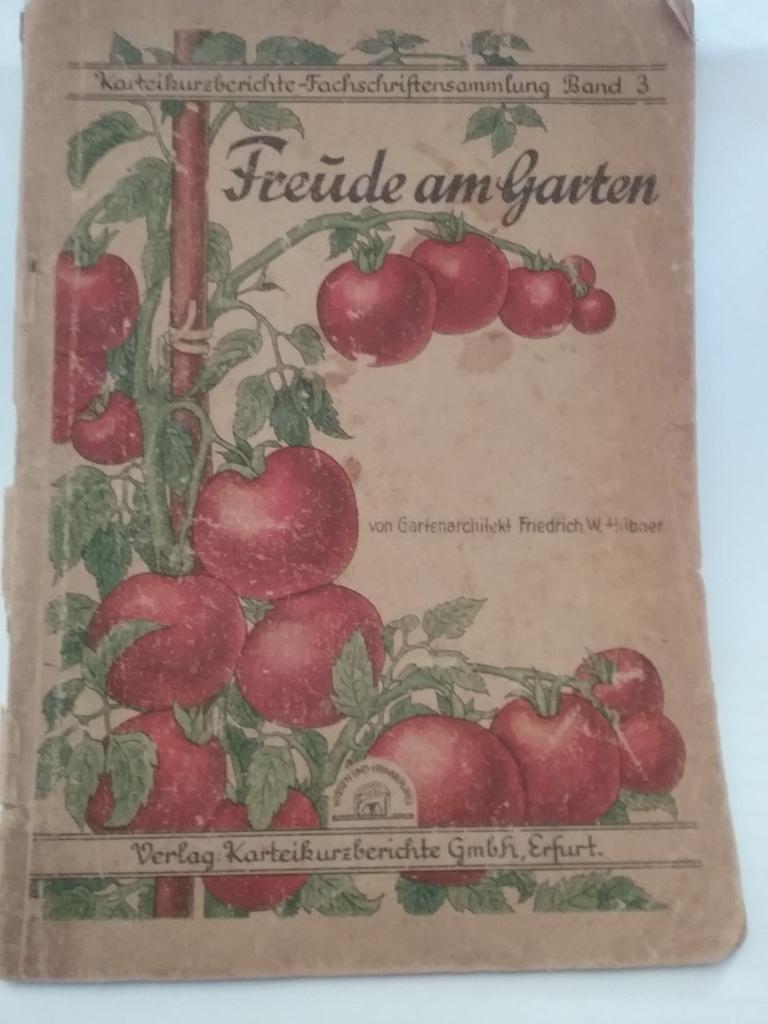 Karteikurzberichte-Fachschriftensammlung Band 3
Freude am Garten
von Gartenarchitekt Friedrich W. Hübner
Verlag: Karteikurzberichte GmbH, Erfurt.